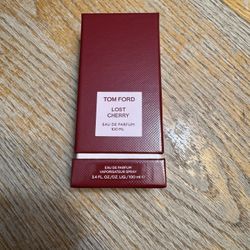 TOM FORD
LOST
CHERRY
EAU DE PARFUM
100 ML
EAU DE PARFUM
VAPORISATEUR SPRAY
3.4 FL. OZ./OZ. LIQ./100 ml ℮